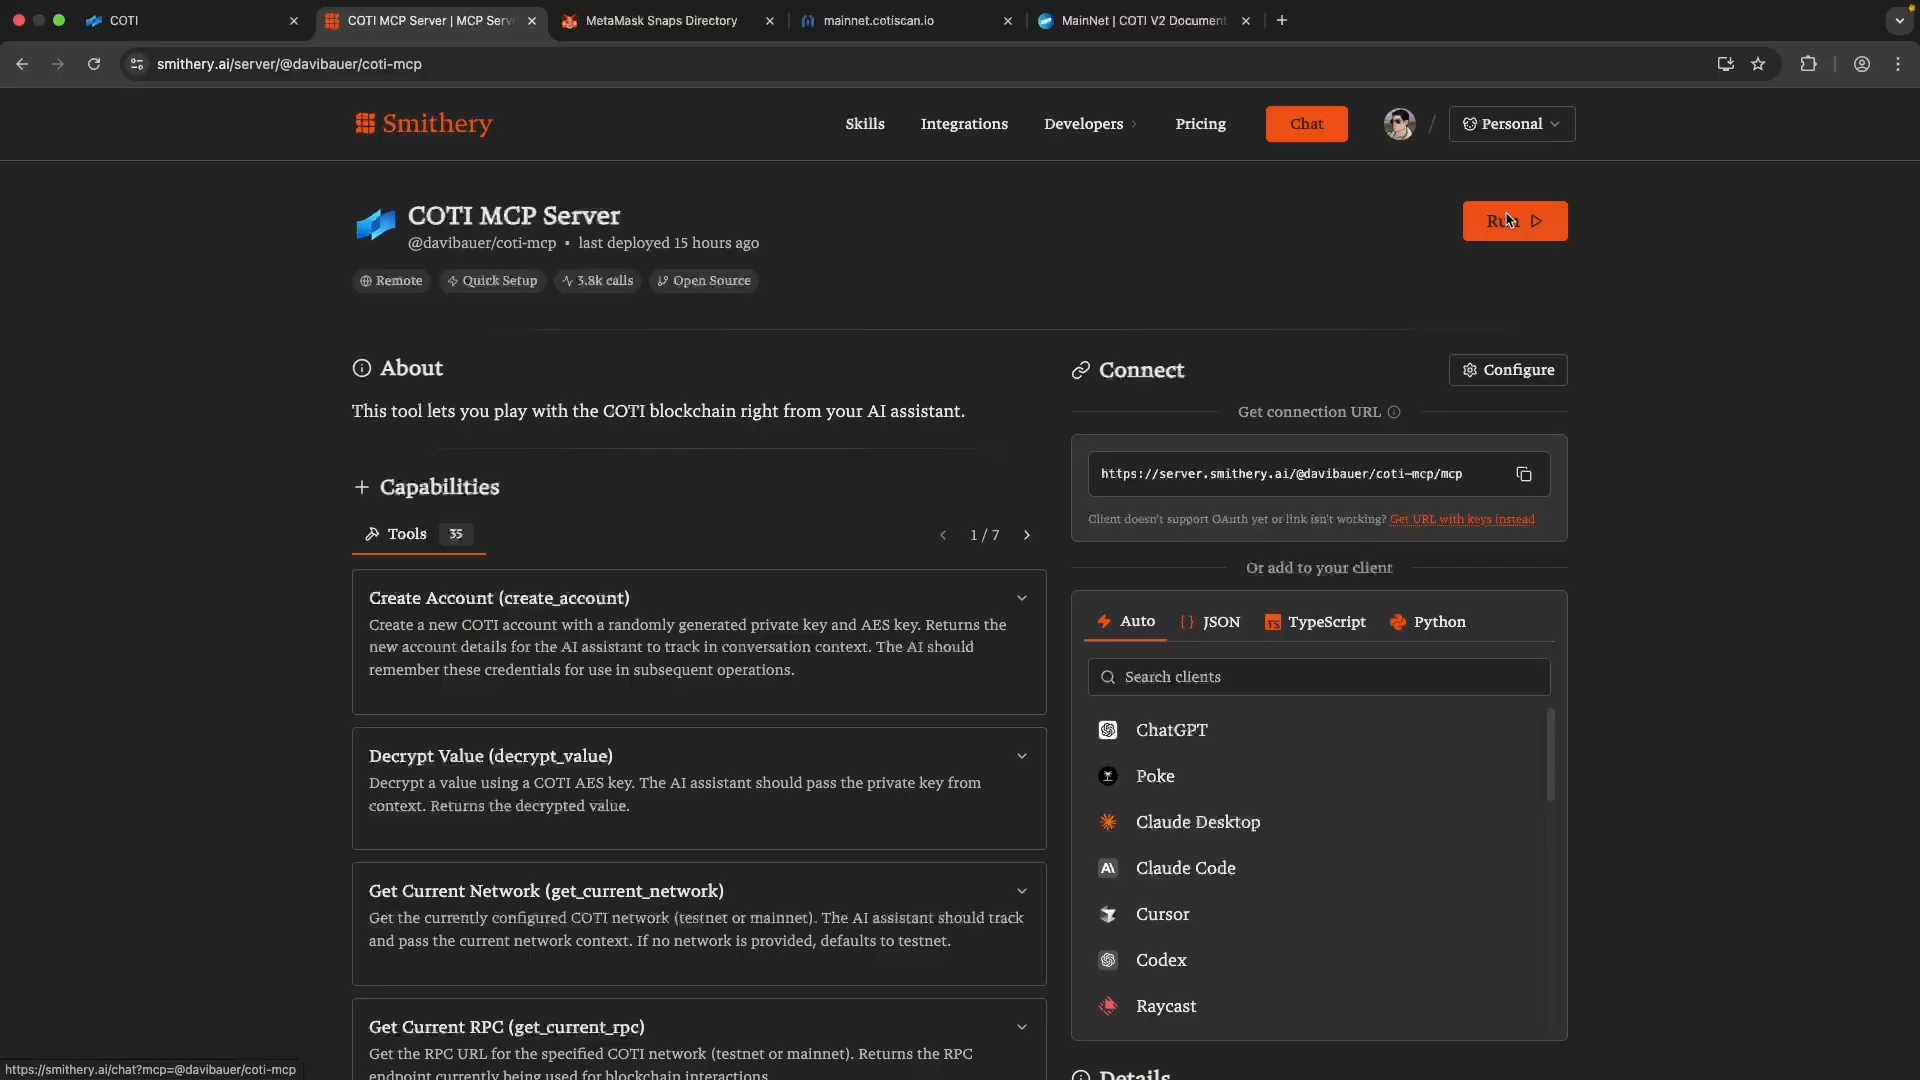 COTI
COTI MCP Server | MCP Serv
MetaMask Snaps Directory
mainnet.cotiscan.io
MainNet | COTI V2 Document
smithery.ai/server/@davibauer/coti-mcp
Smithery
Skills
Integrations
Developers
Pricing
Chat
/
Personal
COTI MCP Server
@davibauer/coti-mcp • last deployed 15 hours ago
Remote
Quick Setup
3.8k calls
Open Source
Run
About
This tool lets you play with the COTI blockchain right from your AI assistant.
Capabilities
Tools 35
1 / 7
Create Account (create_account)
Create a new COTI account with a randomly generated private key and AES key. Returns the
new account details for the AI assistant to track in conversation context. The AI should
remember these credentials for use in subsequent operations.
Decrypt Value (decrypt_value)
Decrypt a value using a COTI AES key. The AI assistant should pass the private key from
context. Returns the decrypted value.
Get Current Network (get_current_network)
Get the currently configured COTI network (testnet or mainnet). The AI assistant should track
and pass the current network context. If no network is provided, defaults to testnet.
Get Current RPC (get_current_rpc)
Get the RPC URL for the specified COTI network (testnet or mainnet). Returns the RPC
endpoint currently being used for blockchain interactions.
Connect
Configure
Get connection URL
https://server.smithery.ai/@davibauer/coti-mcp/mcp
Client doesn't support OAuth yet or link isn't working? Get URL with keys instead
Or add to your client
Auto
JSON
TypeScript
Python
Search clients
ChatGPT
Poke
Claude Desktop
Claude Code
Cursor
Codex
Raycast
Details
https://smithery.ai/chat?mcp=@davibauer/coti-mcp